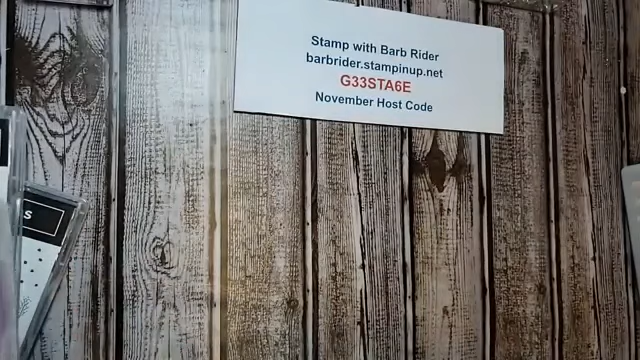 Stamp with Barb Rider
barbrider.stampinup.net
G33STA6E
November Host Code
S